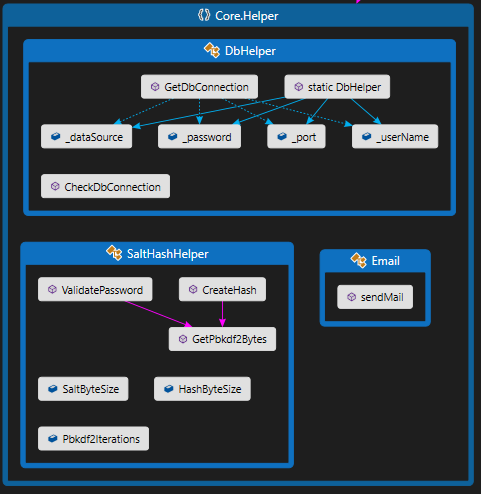 Core.Helper
DbHelper
GetDbConnection
static DbHelper
_dataSource
_password
_port
_userName
CheckDbConnection
SaltHashHelper
ValidatePassword
CreateHash
GetPbkdf2Bytes
SaltByteSize
HashByteSize
Pbkdf2Iterations
Email
sendMail